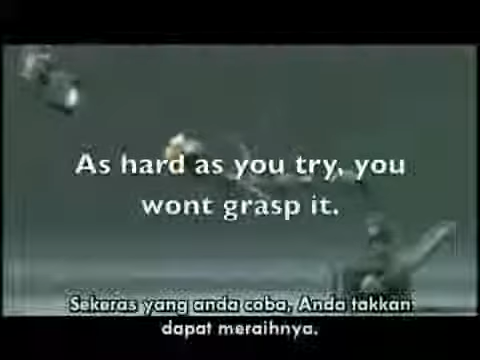 As hard as you try, you
wont grasp it.
Sekeras yang anda coba, Anda takkan
dapat meraihnya.